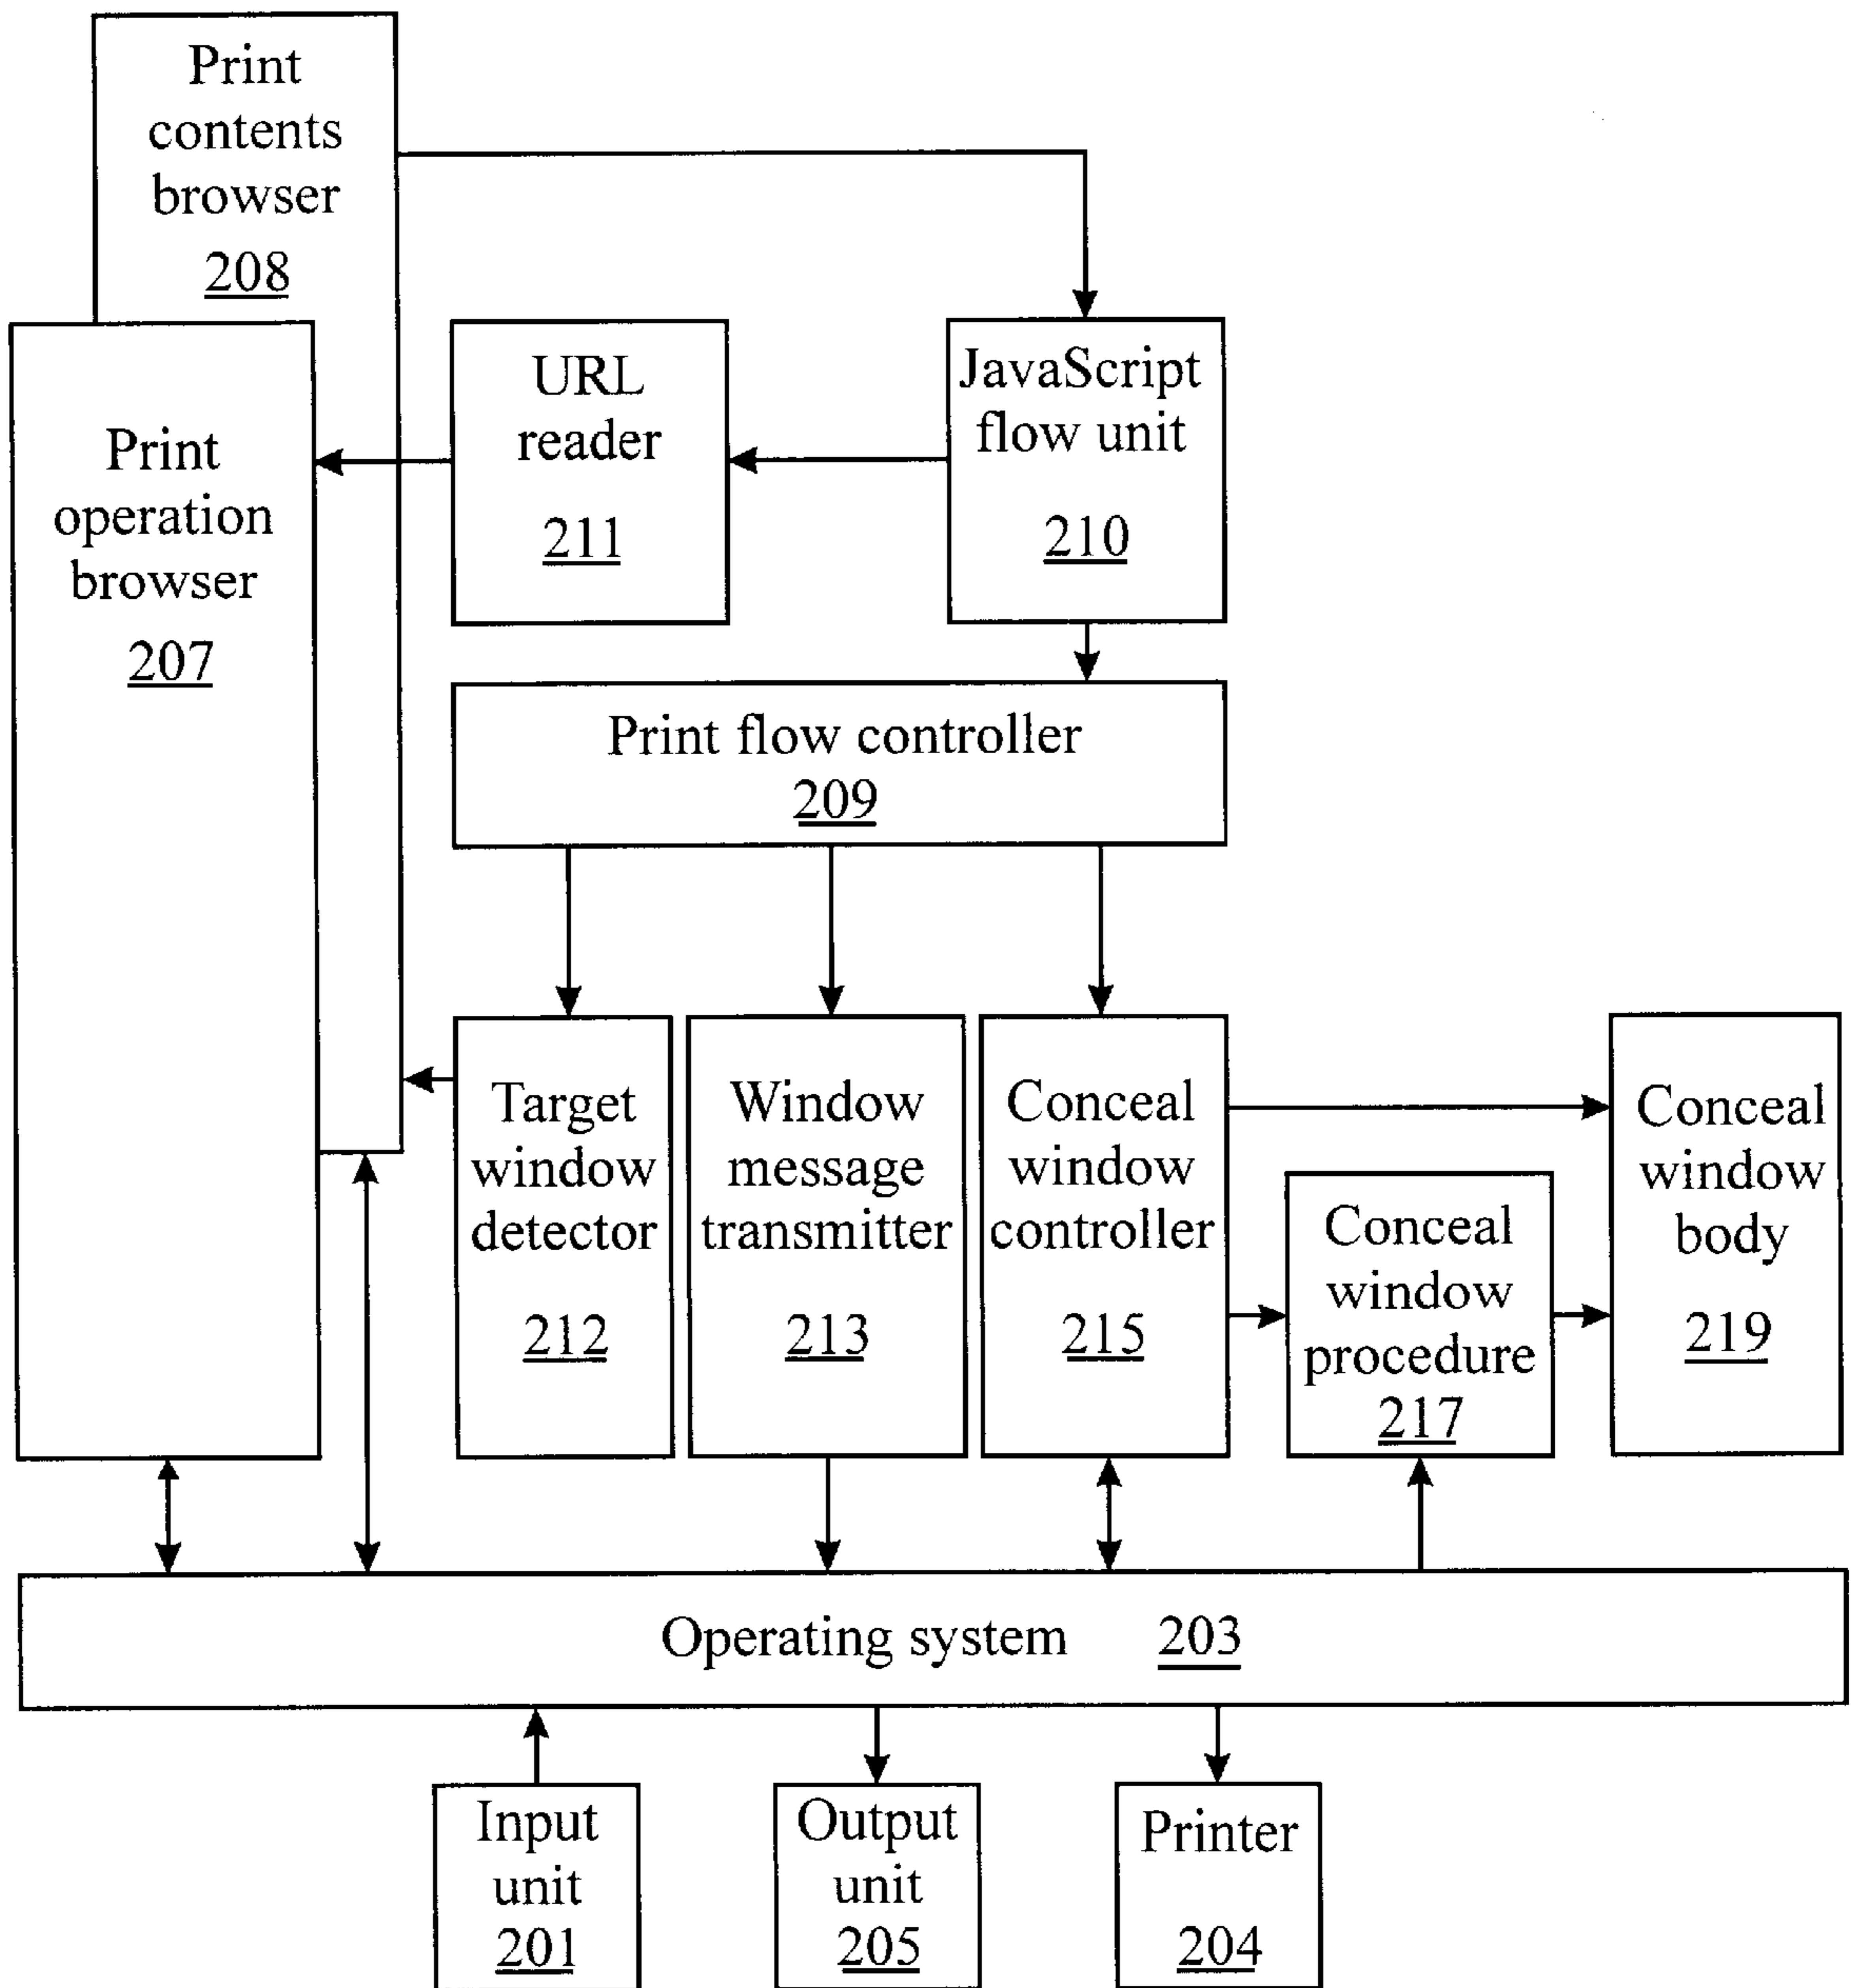 Print
contents
browser
208
Print
operation
browser
207
URL
reader
211
JavaScript
flow unit
210
Print flow controller
209
Target
window
detector
212
Window
message
transmitter
213
Conceal
window
controller
215
Conceal
window
procedure
217
Conceal
window
body
219
Operating system 203
Input
unit
201
Output
unit
205
Printer
204